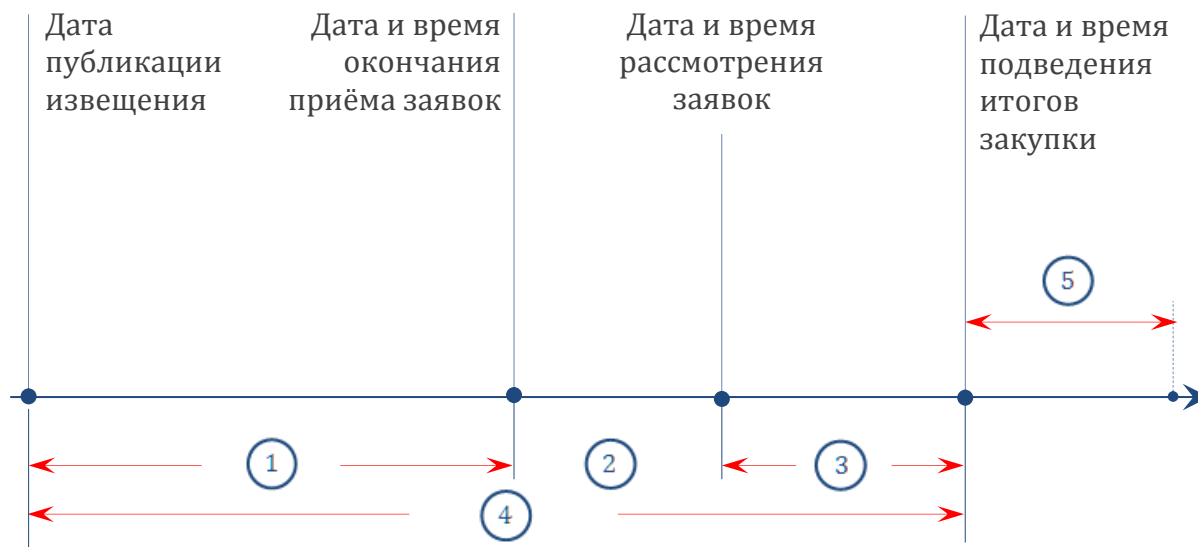 Дата
публикации
извещения
Дата и время
окончания
приёма заявок
Дата и время
рассмотрения
заявок
Дата и время
подведения
итогов
закупки
5
1
2
3
4